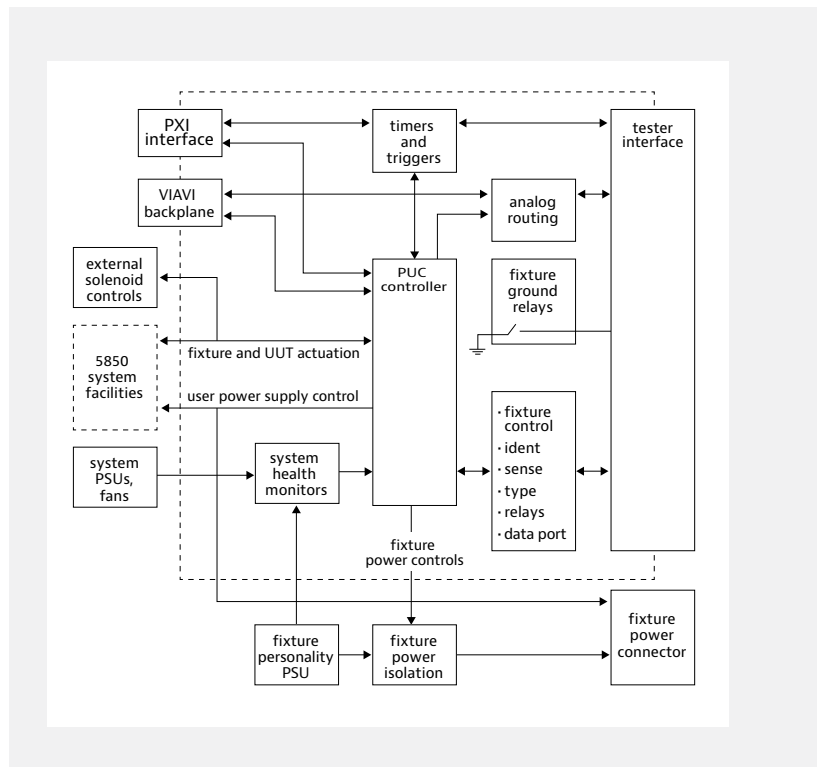 PXI
interface
timers
and
triggers
tester
interface
VIAVI
backplane
analog
routing
external
solenoid
controls
PUC
controller
fixture
ground
relays
fixture and UUT actuation
5850
system
facilities
user power supply control
· fixture
control
· ident
· sense
· type
· relays
· data port
system
PSUs,
fans
system
health
monitors
fixture
power controls
fixture
personality
PSU
fixture
power
isolation
fixture
power
connector